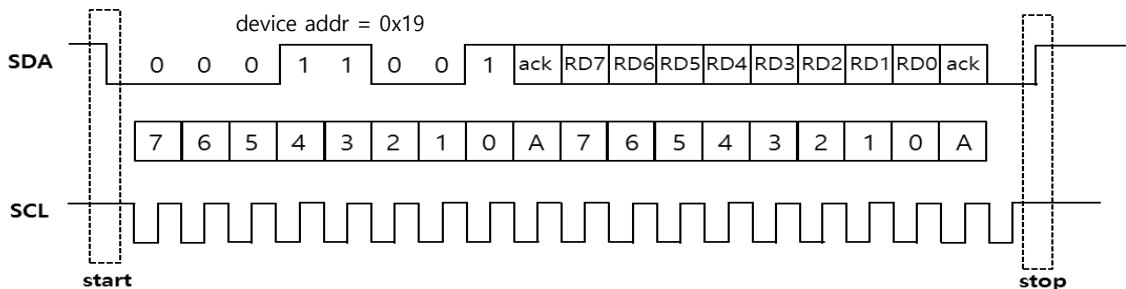 device addr = 0x19
SDA 0 0 0 1 1 0 0 1 ack RD7 RD6 RD5 RD4 RD3 RD2 RD1 RD0 ack
7 6 5 4 3 2 1 0 A 7 6 5 4 3 2 1 0 A
SCL
start stop